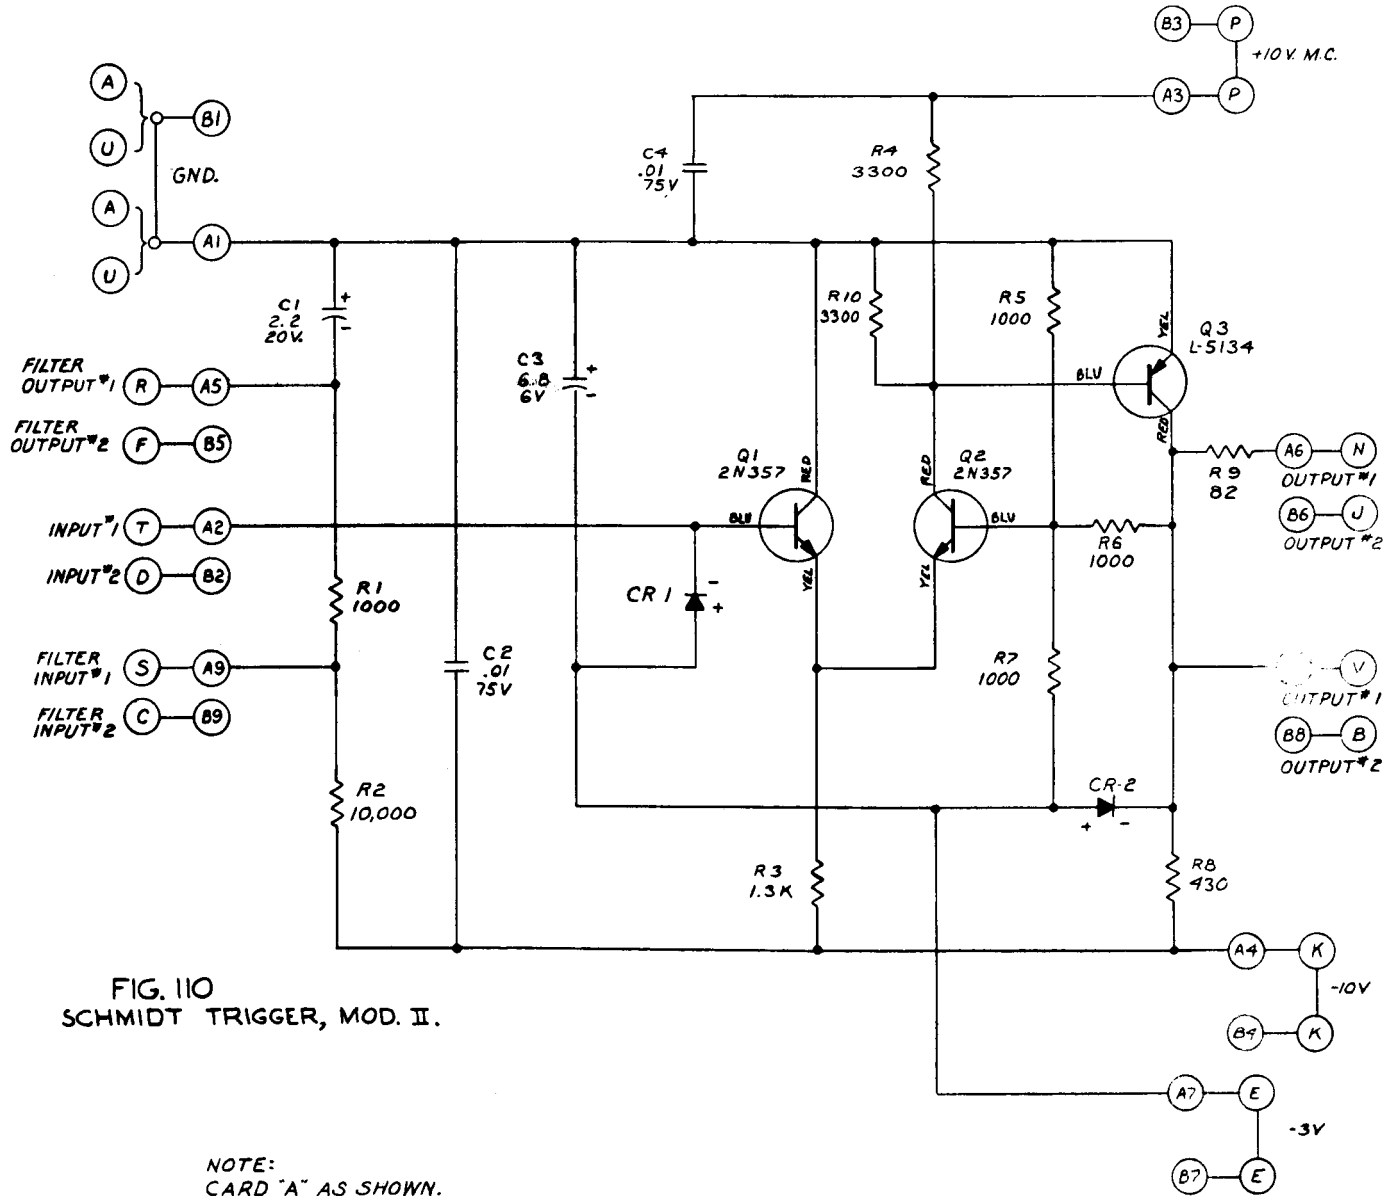 B3 P
+10V. M.C.
A3 P
A
B1
U
GND.
A
A1
U
C4
.01
75V
R4
3300
C1
2.2
20V.
+
-
R10
3300
R5
1000
YEL
Q3
L-5134
BLU
RED
C3
6.8
6V
+
-
FILTER
OUTPUT #1 R A5
FILTER
OUTPUT #2 F B5
Q1
2N357
RED
RED
Q2
2N357
R9
82
A6 N
OUTPUT #1
B6 J
OUTPUT #2
INPUT #1 T A2
BLU
BLU
R6
1000
INPUT #2 D B2
YEL
YEL
R1
1000
CR 1
-
+
FILTER
INPUT #1 S A9
C2
.01
75V
R7
1000
V
OUTPUT #1
FILTER
INPUT #2 C B9
B8 B
OUTPUT #2
R2
10,000
CR-2
+ -
R3
1.3K
R8
430
A4 K
-10V
B4 K
FIG. 110
SCHMIDT TRIGGER, MOD. II.
A7 E
-3V
B7 E
NOTE:
CARD "A" AS SHOWN.